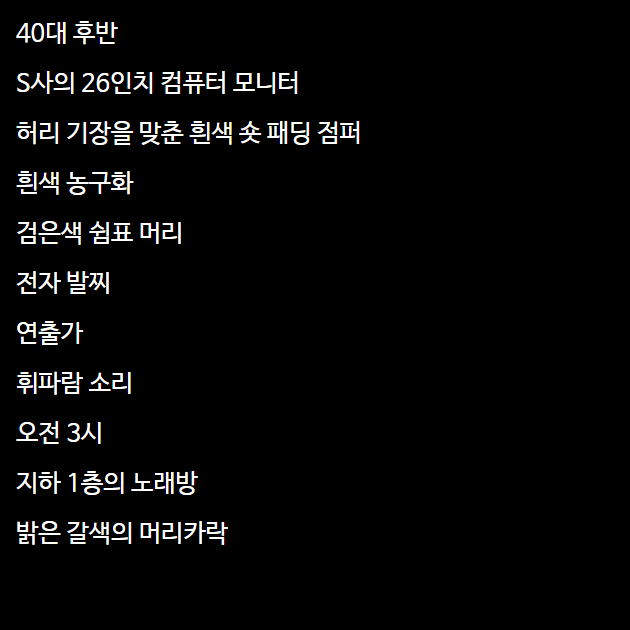 40대 후반
S사의 26인치 컴퓨터 모니터
허리 기장을 맞춘 흰색 숏 패딩 점퍼
흰색 농구화
검은색 쉼표 머리
전자 발찌
연출가
휘파람 소리
오전 3시
지하 1층의 노래방
밝은 갈색의 머리카락